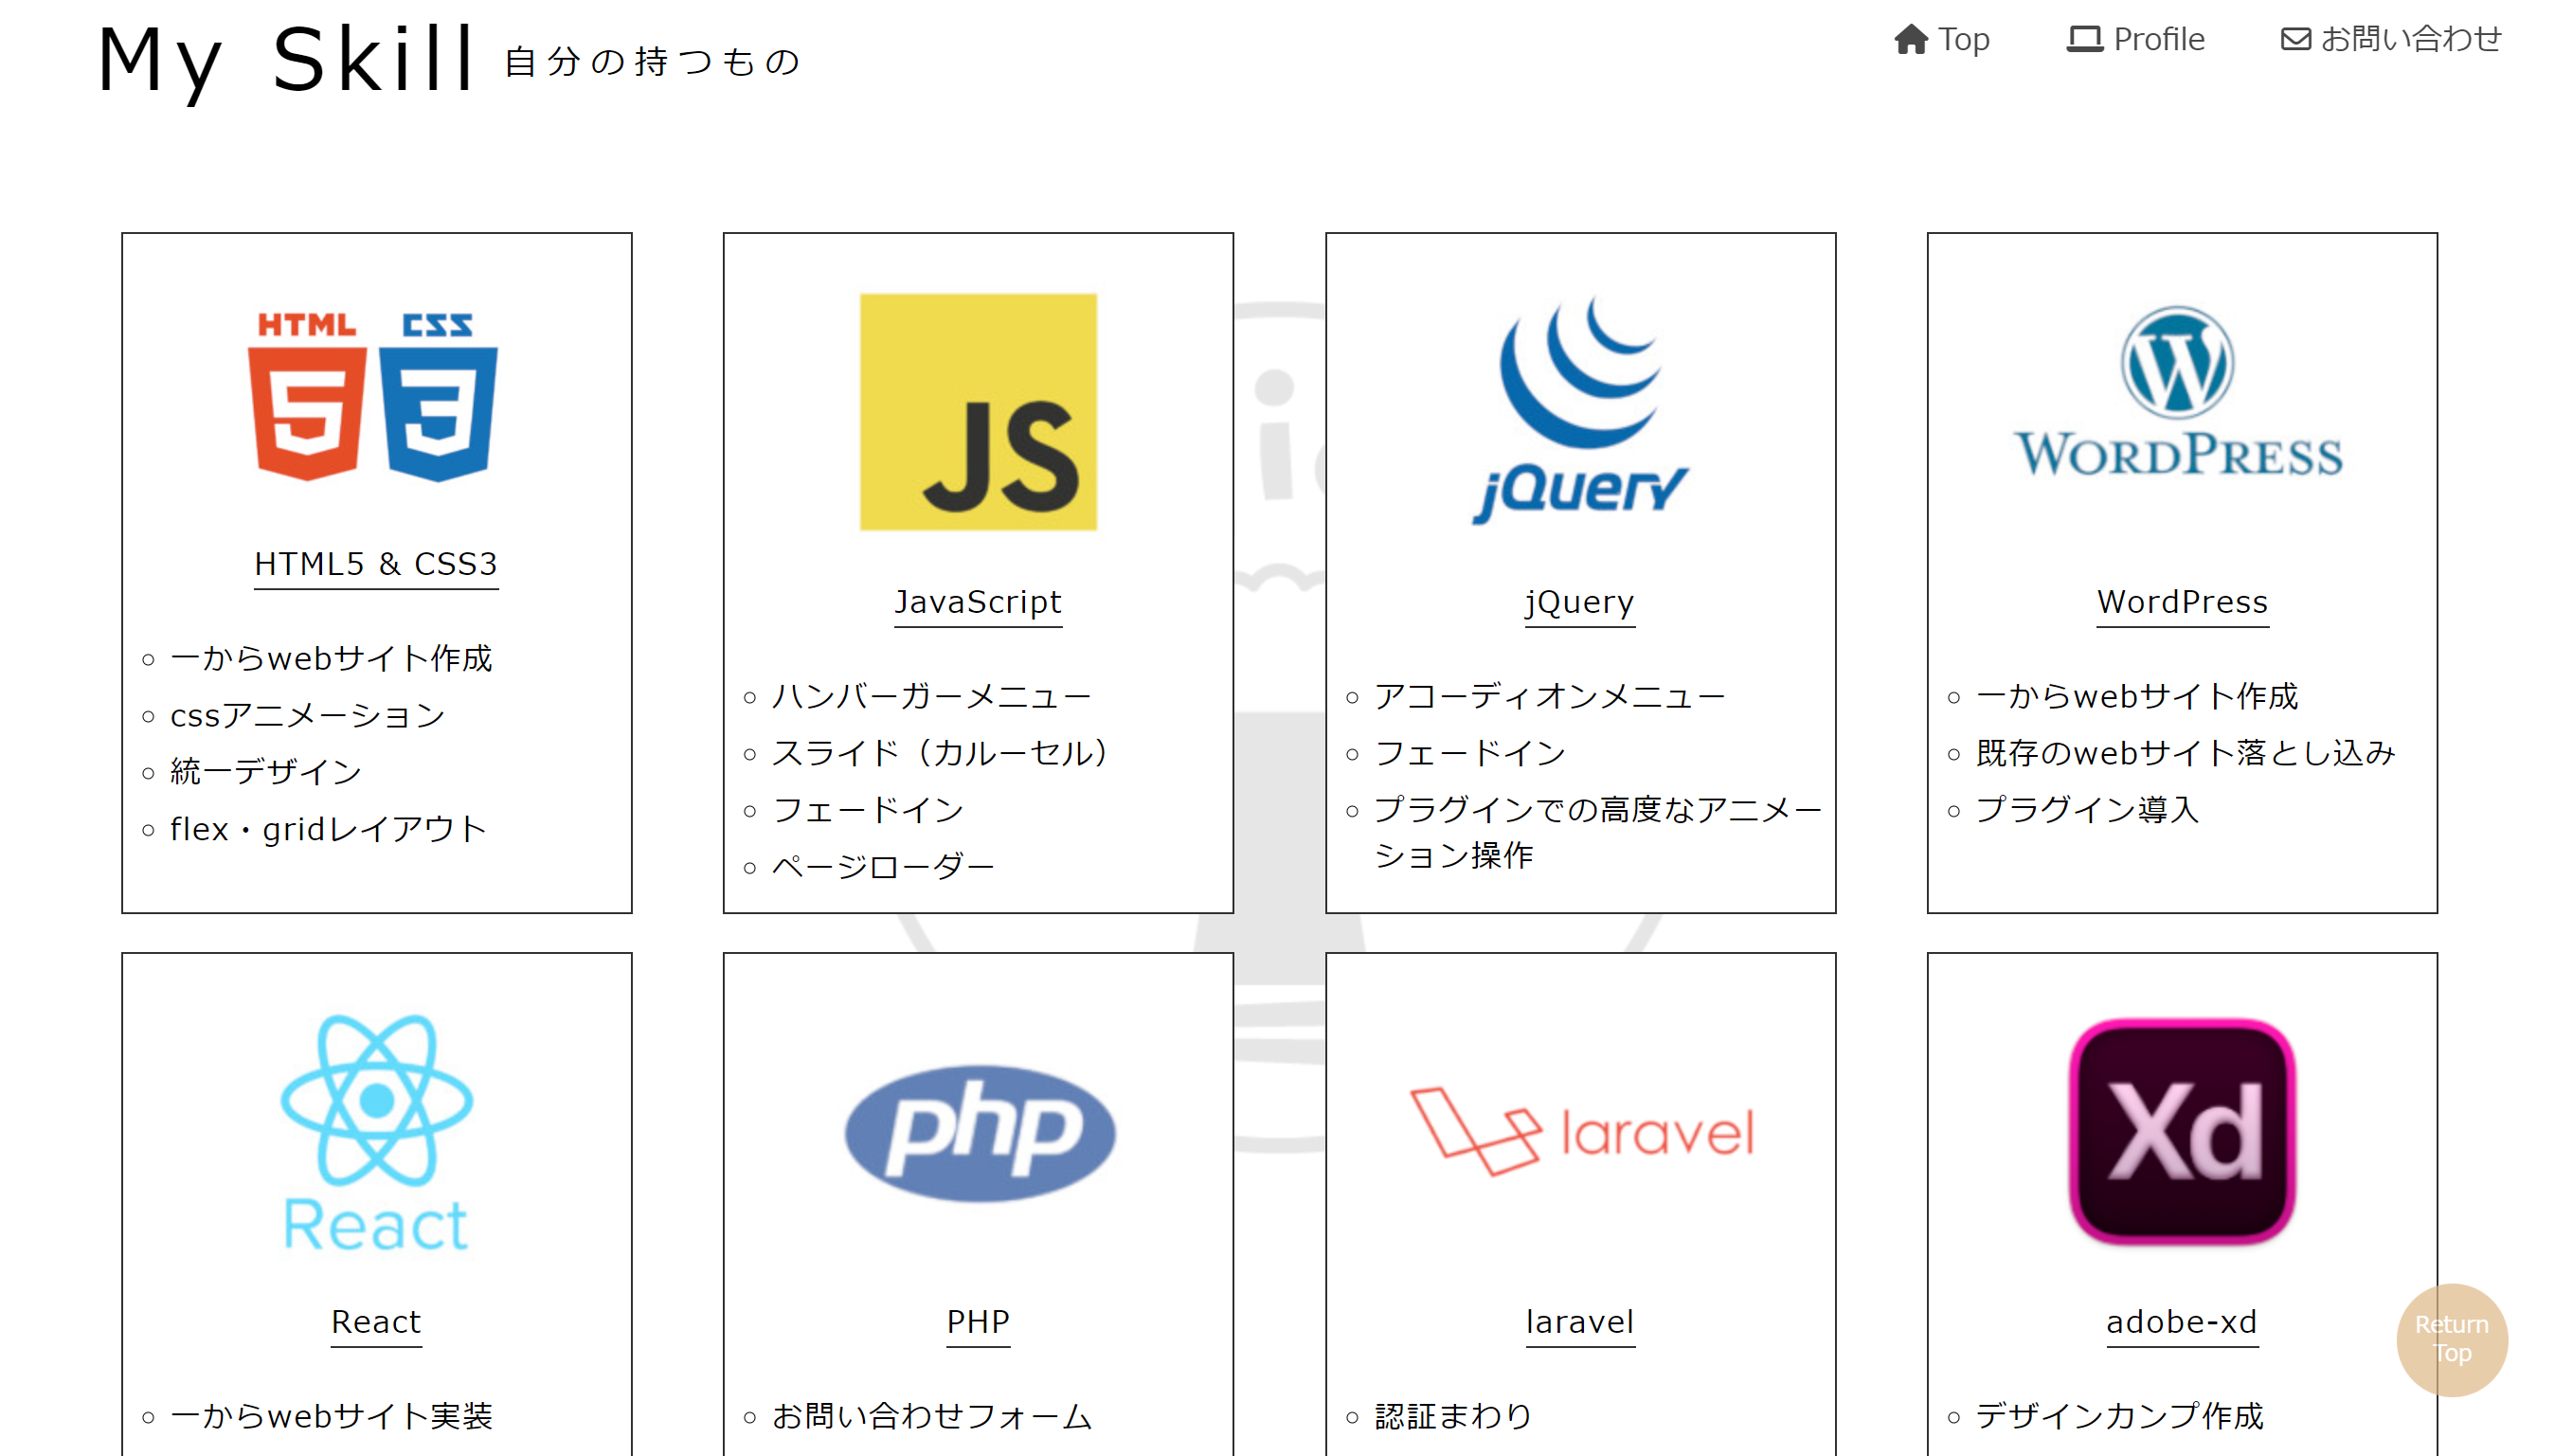 My Skill 自分の持つもの
Top Profile お問い合わせ
HTML CSS
5 3
HTML5 & CSS3
一からwebサイト作成
cssアニメーション
統一デザイン
flex・gridレイアウト
JS
JavaScript
ハンバーガーメニュー
スライド（カルーセル）
フェードイン
ページローダー
jQuery
jQuery
アコーディオンメニュー
フェードイン
プラグインでの高度なアニメー
ション操作
W
WORDPRESS
WordPress
一からwebサイト作成
既存のwebサイト落とし込み
プラグイン導入
React
React
一からwebサイト実装
php
PHP
お問い合わせフォーム
laravel
laravel
認証まわり
Xd
adobe-xd
デザインカンプ作成
Return
Top